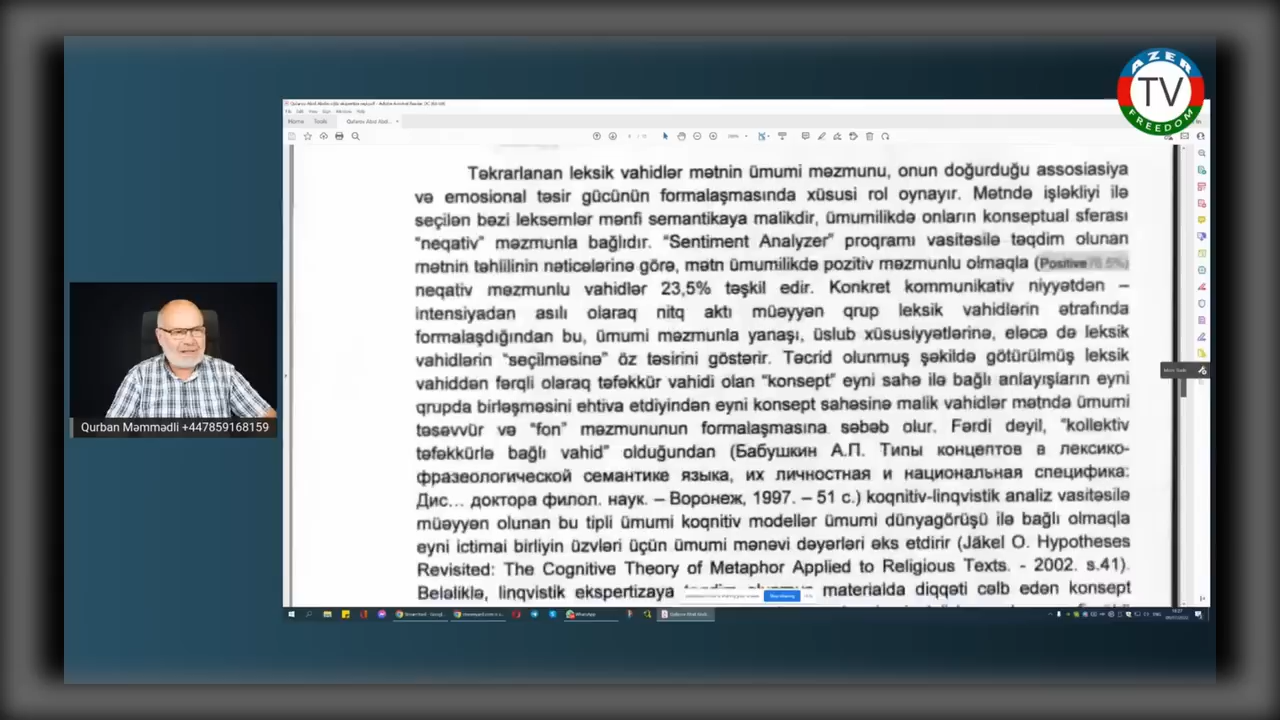 AZER
TV
FREEDOM
Home Tools
Təkrarlanan leksik vahidlər mətnin ümumi məzmunu, onun doğurduğu assosiasiya
və emosional təsir gücünün formalaşmasında xüsusi rol oynayır. Mətndə işləkliyi ilə
seçilən bəzi leksemlər mənfi semantikaya malikdir, ümumilikdə onların konseptual sferası
“neqativ” məzmunla bağlıdır. “Sentiment Analyzer” proqramı vasitəsilə təqdim olunan
mətnin təhlilinin nəticələrinə görə, mətn ümumilikdə pozitiv məzmunlu olmaqla (Positive
neqativ məzmunlu vahidlər 23,5% təşkil edir. Konkret kommunikativ niyyətdən –
intensiyadan asılı olaraq nitq aktı müəyyən qrup leksik vahidlərin ətrafında
formalaşdığından bu, ümumi məzmunla yanaşı, üslub xüsusiyyətlərinə, eləcə də leksik
vahidlərin “seçilməsinə” öz təsirini göstərir. Təcrid olunmuş şəkildə götürülmüş leksik
vahiddən fərqli olaraq təfəkkür vahidi olan “konsept” eyni sahə ilə bağlı anlayışların eyni
qrupda birləşməsini ehtiva etdiyindən eyni konsept sahəsinə malik vahidlər mətndə ümumi
təsəvvür və “fon” məzmununun formalaşmasına səbəb olur. Fərdi deyil, “kollektiv
təfəkkürlə bağlı vahid” olduğundan (Бабушкин А.П. Типы концептов в лексико-
фразеологической семантике языка, их личностная и национальная специфика:
Дис... доктора филол. наук. – Воронеж, 1997. – 51 с.) koqnitiv-linqvistik analiz vasitəsilə
müəyyən olunan bu tipli ümumi koqnitiv modellər ümumi dünyagörüşü ilə bağlı olmaqla
eyni ictimai birliyin üzvləri üçün ümumi mənəvi dəyərləri əks etdirir (Jäkel O. Hypotheses
Revisited: The Cognitive Theory of Metaphor Applied to Religious Texts. - 2002. s.41).
Beləliklə, linqvistik ekspertizaya materialda diqqəti cəlb edən konsept
Qurban Məmmədli +447859168159
WhatsApp